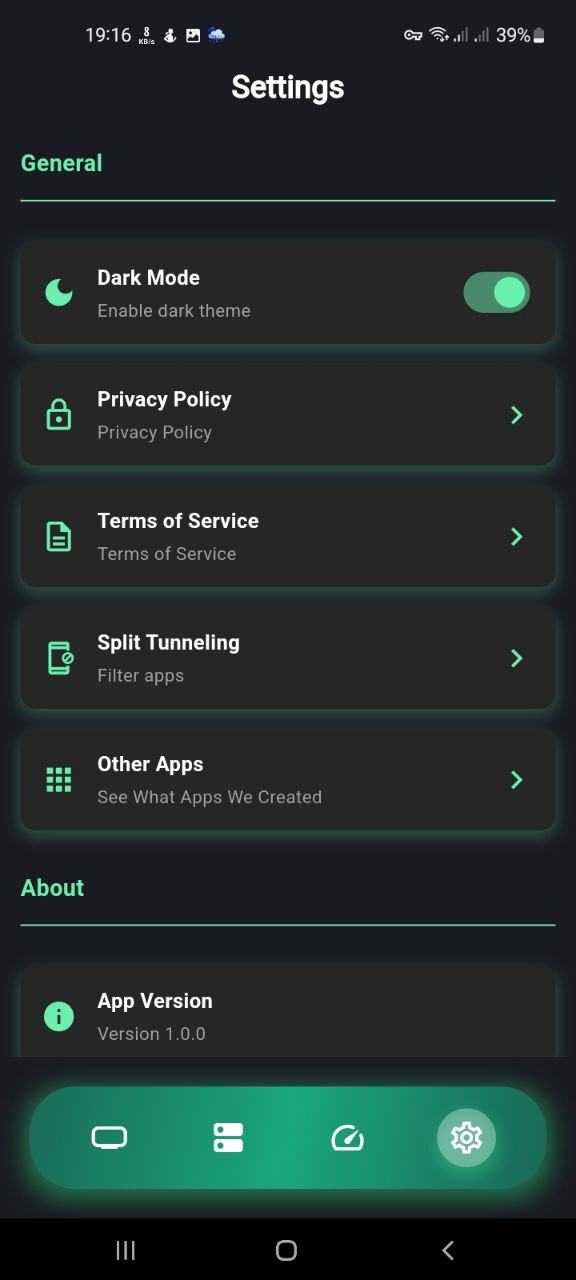 19:16 8 KB/s 39%
Settings
General
Dark Mode
Enable dark theme
Privacy Policy
Privacy Policy
Terms of Service
Terms of Service
Split Tunneling
Filter apps
Other Apps
See What Apps We Created
About
App Version
Version 1.0.0